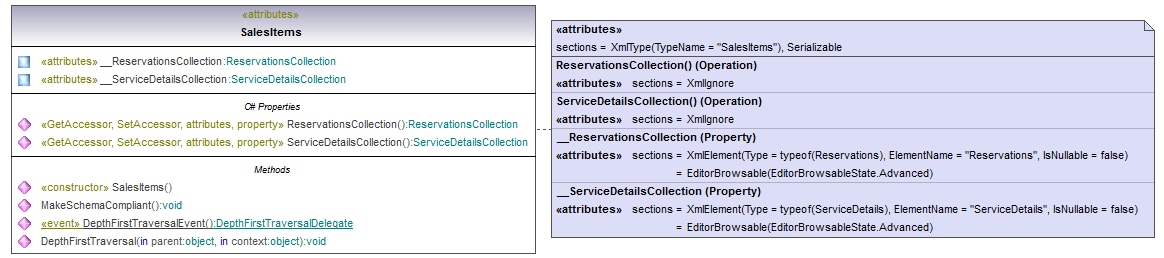 «attributes»
SalesItems
«attributes» __ReservationsCollection:ReservationsCollection
«attributes» __ServiceDetailsCollection:ServiceDetailsCollection
C# Properties
«GetAccessor, SetAccessor, attributes, property» ReservationsCollection():ReservationsCollection
«GetAccessor, SetAccessor, attributes, property» ServiceDetailsCollection():ServiceDetailsCollection
Methods
«constructor» SalesItems()
MakeSchemaCompliant():void
«event» DepthFirstTraversalEvent():DepthFirstTraversalDelegate
DepthFirstTraversal(in parent:object, in context:object):void
«attributes»
sections = XmlType(TypeName = "SalesItems"), Serializable
ReservationsCollection() (Operation)
«attributes» sections = XmlIgnore
ServiceDetailsCollection() (Operation)
«attributes» sections = XmlIgnore
__ReservationsCollection (Property)
«attributes» sections = XmlElement(Type = typeof(Reservations), ElementName = "Reservations", IsNullable = false)
= EditorBrowsable(EditorBrowsableState.Advanced)
__ServiceDetailsCollection (Property)
«attributes» sections = XmlElement(Type = typeof(ServiceDetails), ElementName = "ServiceDetails", IsNullable = false)
= EditorBrowsable(EditorBrowsableState.Advanced)